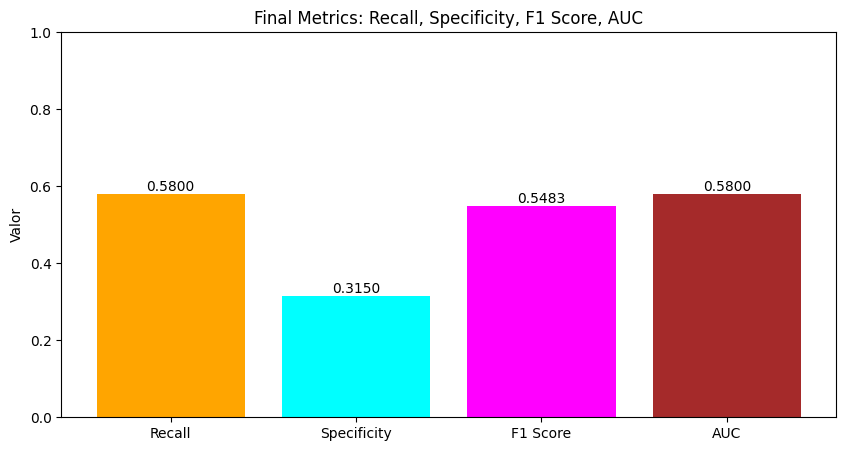 Final Metrics: Recall, Specificity, F1 Score, AUC
Valor
1.0
0.8
0.6
0.4
0.2
0.0
0.5800
0.3150
0.5483
0.5800
Recall
Specificity
F1 Score
AUC